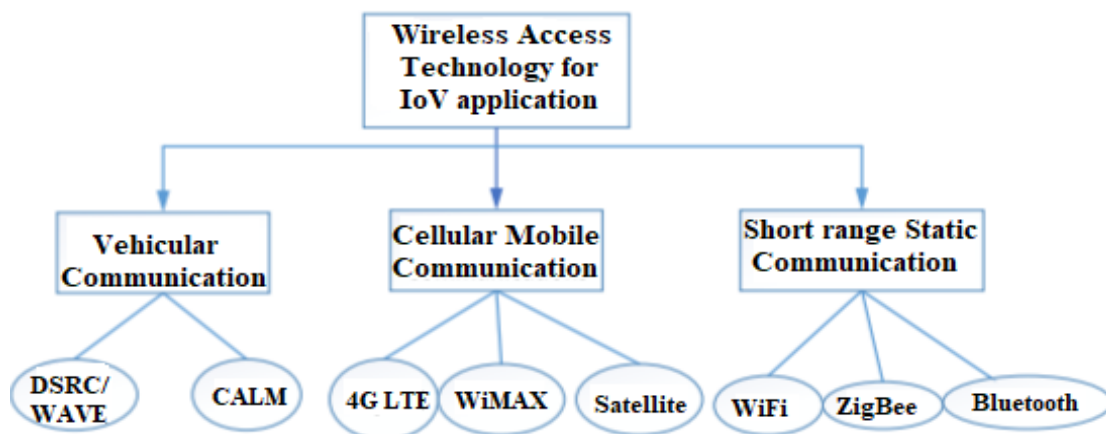 Wireless Access
Technology for
IoV application
Vehicular
Communication
Cellular Mobile
Communication
Short range Static
Communication
DSRC/
WAVE
CALM
4G LTE
WiMAX
Satellite
WiFi
ZigBee
Bluetooth